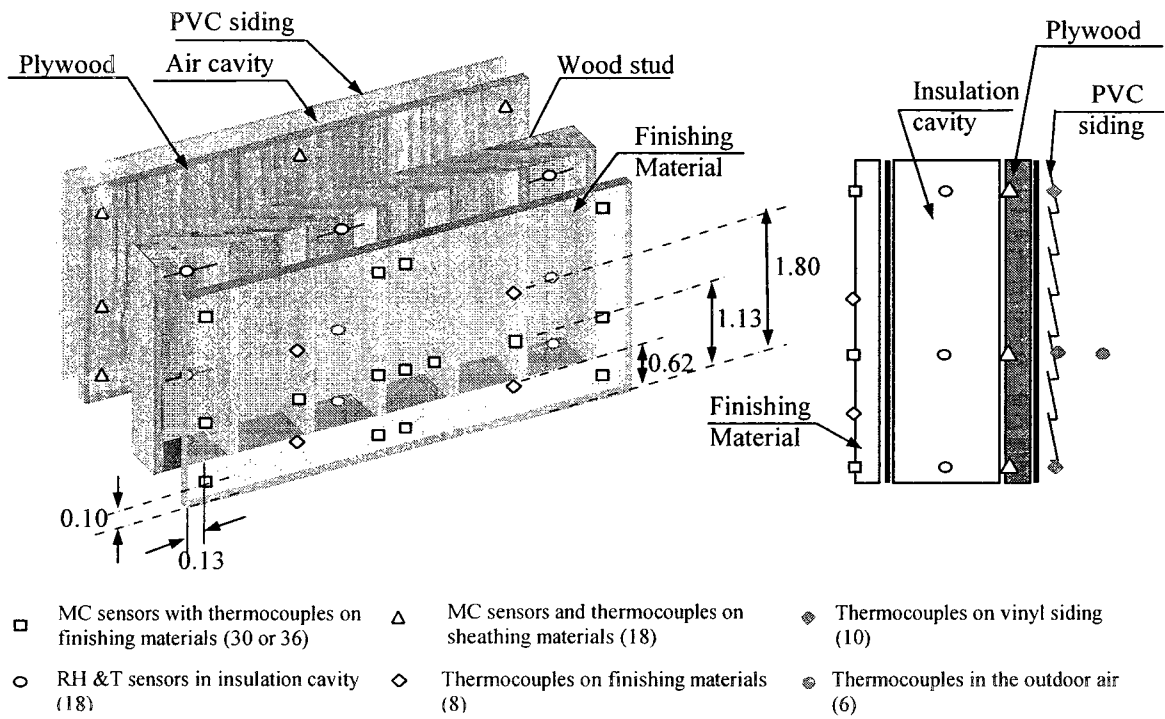 PVC siding
Air cavity
Plywood
Wood stud
Finishing
Material
1.80
1.13
0.62
0.10
0.13
Plywood
Insulation
cavity
PVC
siding
Finishing
Material
MC sensors with thermocouples on
finishing materials (30 or 36)
MC sensors and thermocouples on
sheathing materials (18)
Thermocouples on vinyl siding
(10)
RH &T sensors in insulation cavity
(18)
Thermocouples on finishing materials
(8)
Thermocouples in the outdoor air
(6)